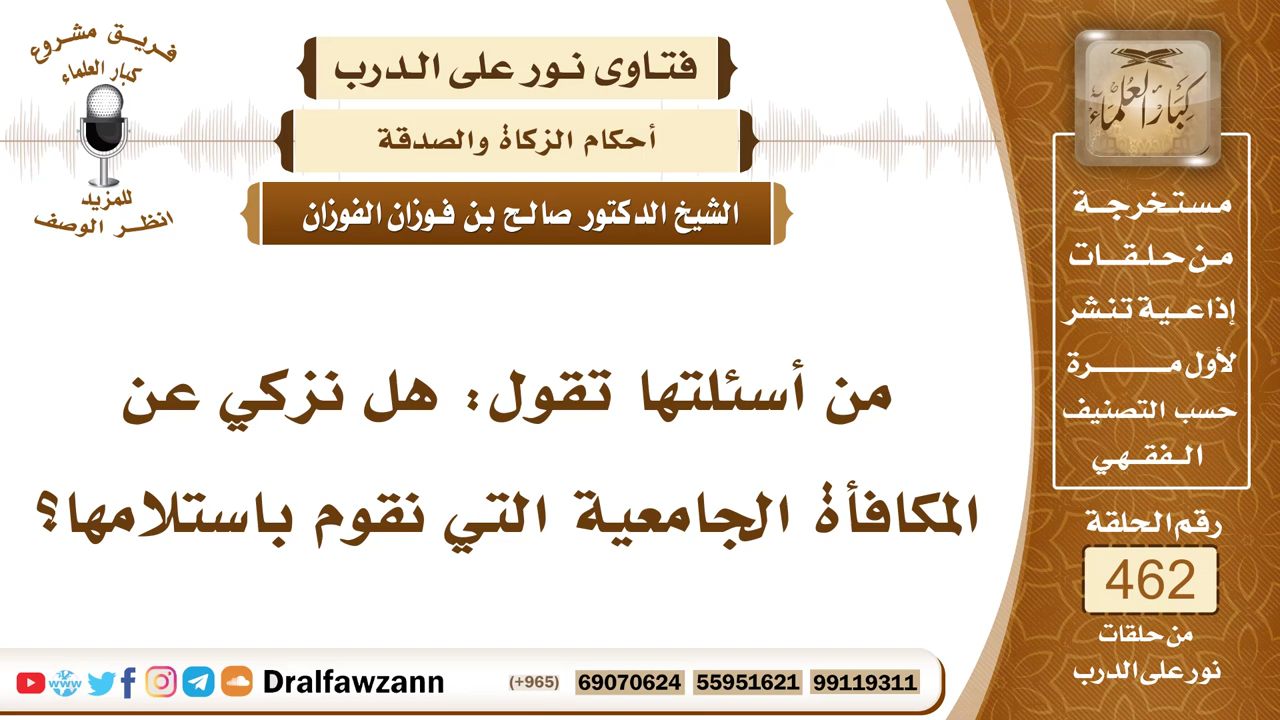 فريق مشروع
كبار العلماء
للمزيد
انظر الوصف
فتاوى نور على الدرب
أحكام الزكاة والصدقة
الشيخ الدكتور صالح بن فوزان الفوزان
من أسئلتها تقول: هل نزكي عن
المكافأة الجامعية التي نقوم باستلامها؟
كبار العلماء
مستخرجة
من حلقات
إذاعية تنشر
لأول مرة
حسب التصنيف
الفقهي
رقم الحلقة
462
من حلقات
نور على الدرب
www Dralfawzann (+965) 69070624 55951621 99119311